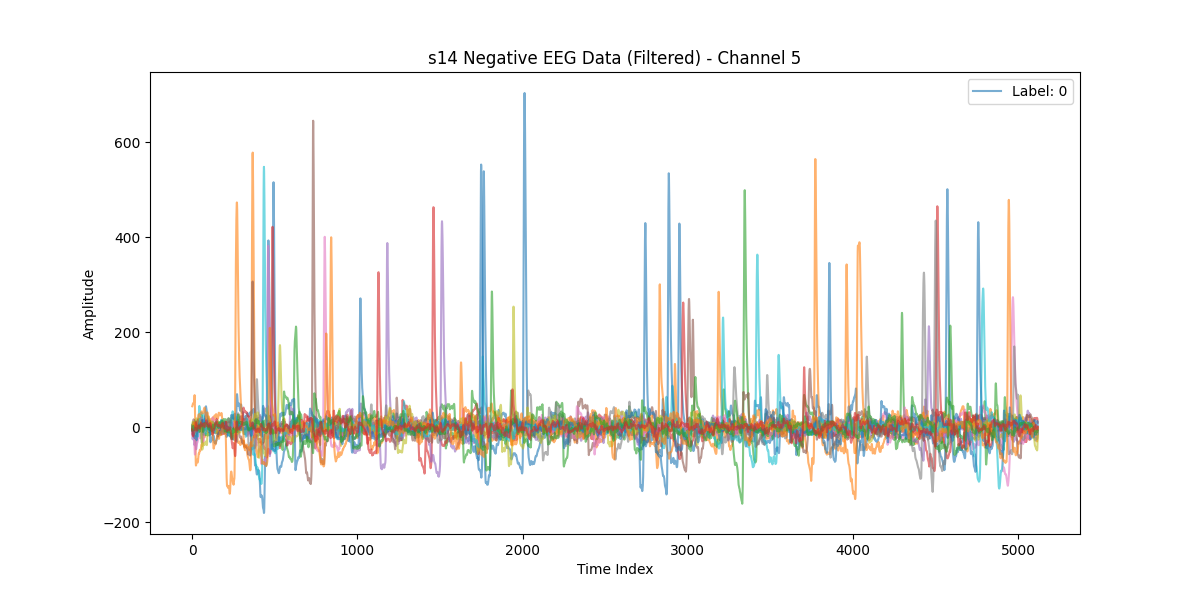 s14 Negative EEG Data (Filtered) - Channel 5
Label: 0
Amplitude
600
400
200
0
−200
0 1000 2000 3000 4000 5000
Time Index